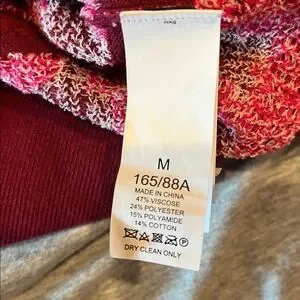 M
165/88A
MADE IN CHINA
47% VISCOSE
24% POLYESTER
15% POLYAMIDE
14% COTTON
DRY CLEAN ONLY